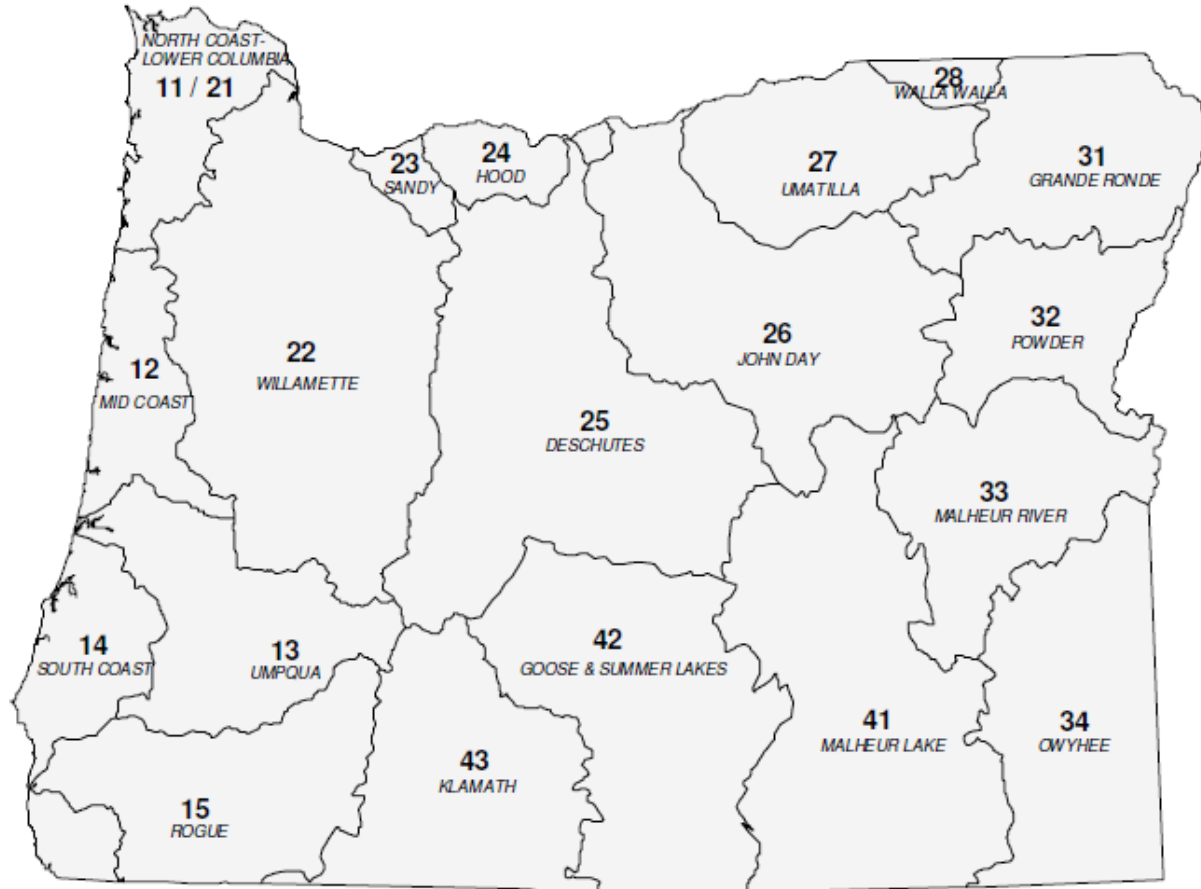 NORTH COAST-
LOWER COLUMBIA
11 / 21
28
WALLA WALLA
23
SANDY
24
HOOD
27
UMATILLA
31
GRANDE RONDE
22
WILLAMETTE
12
MID COAST
26
JOHN DAY
32
POWDER
25
DESCHUTES
33
MALHEUR RIVER
14
SOUTH COAST
13
UMPQUA
42
GOOSE & SUMMER LAKES
41
MALHEUR LAKE
34
OWYHEE
43
KLAMATH
15
ROGUE